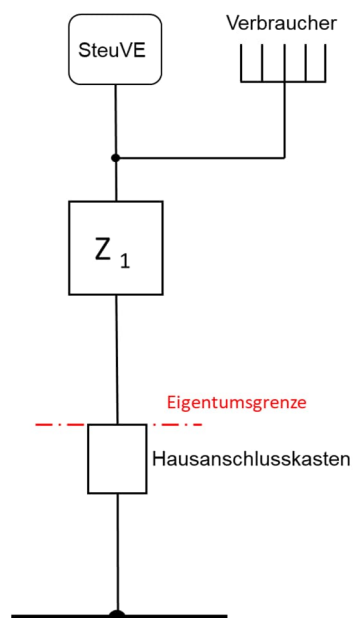 Verbraucher
SteuVE
Z 1
Eigentumsgrenze
Hausanschlusskasten